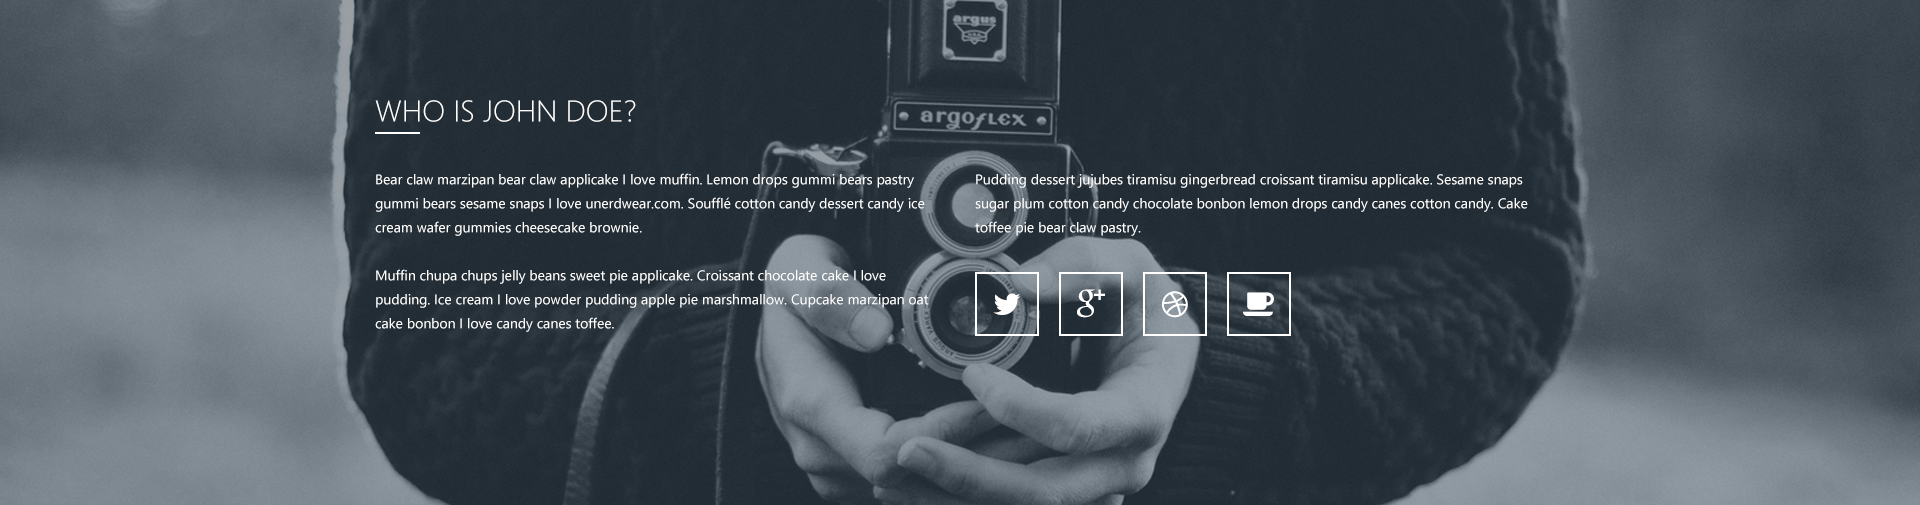 argus
argoflex
WHO IS JOHN DOE?
Bear claw marzipan bear claw applicake I love muffin. Lemon drops gummi bears pastry
gummi bears sesame snaps I love unerdwear.com. Soufflé cotton candy dessert candy ice
cream wafer gummies cheesecake brownie.
Muffin chupa chups jelly beans sweet pie applicake. Croissant chocolate cake I love
pudding. Ice cream I love powder pudding apple pie marshmallow. Cupcake marzipan oat
cake bonbon I love candy canes toffee.
Pudding dessert jujubes tiramisu gingerbread croissant tiramisu applicake. Sesame snaps
sugar plum cotton candy chocolate bonbon lemon drops candy canes cotton candy. Cake
toffee pie bear claw pastry.
g+